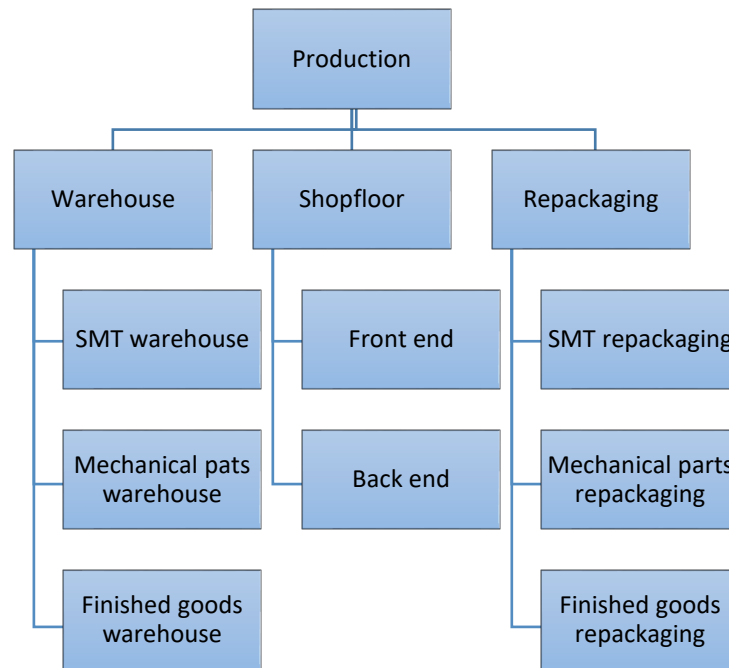 Production
Warehouse
Shopfloor
Repackaging
SMT warehouse
Front end
SMT repackaging
Mechanical pats
warehouse
Back end
Mechanical parts
repackaging
Finished goods
warehouse
Finished goods
repackaging